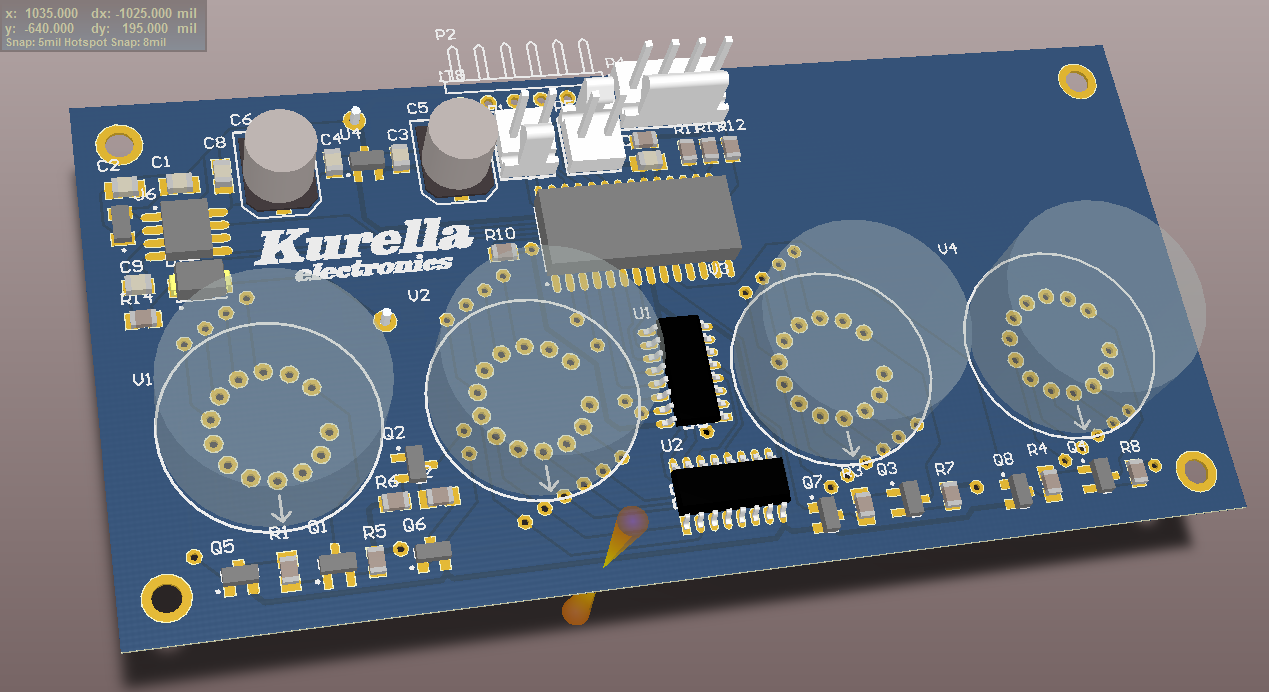 x: 1035.000 dx: -1025.000 mil
y: -640.000 dy: 195.000 mil
Snap: 5mil Hotspot Snap: 8mil
P2
C6
C5
C8
C4
U4
C3
R12
C2
C1
J6
Kurella
electronics
R10
C9
R14
V2
V4
U1
V1
Q2
U2
R6
Q5
R1
Q1
R5
Q6
Q7
R3
Q3
R7
Q8
R4
R8